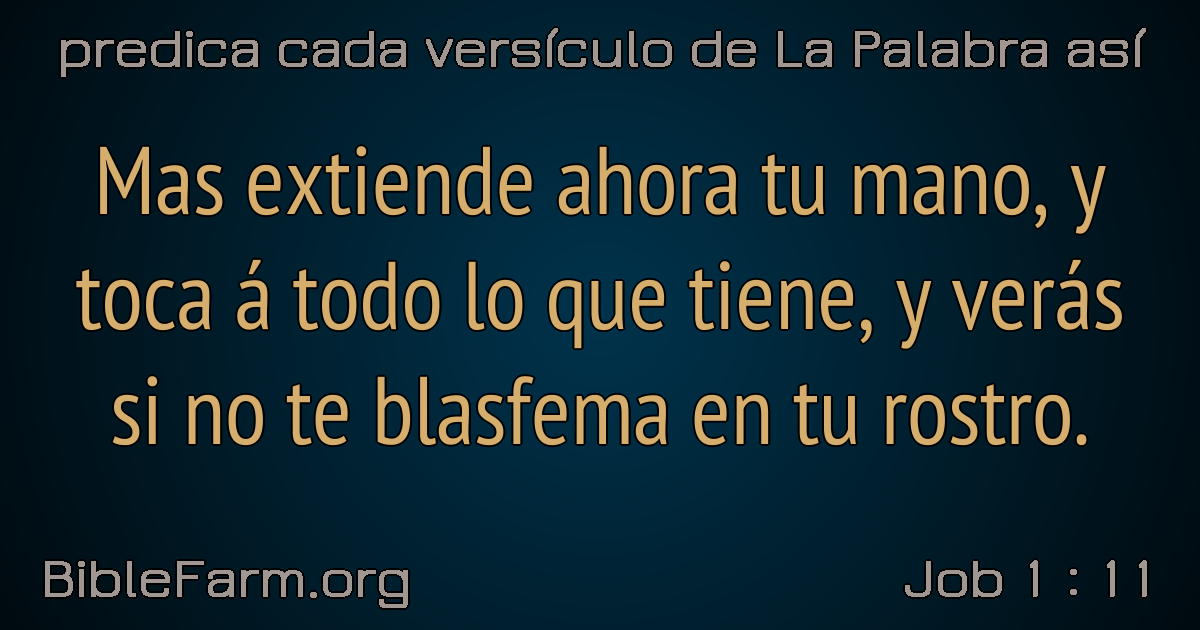 predica cada versículo de La Palabra así
Mas extiende ahora tu mano, y
toca á todo lo que tiene, y verás
si no te blasfema en tu rostro.
BibleFarm.org
Job 1 : 11